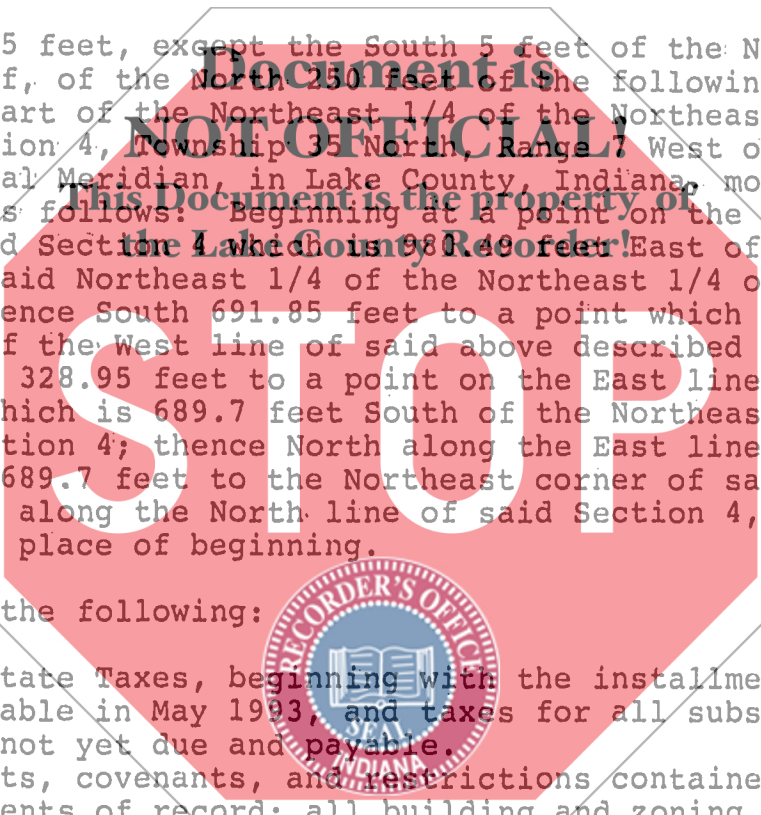 5 feet, except the South 5 feet of the N
f, of the North 250 feet of the followin
art of the Northeast 1/4 of the Northeas
ion 4, Township 35 North, Range 7 West o
al Meridian, in Lake County, Indiana, mo
s follows: Beginning at a point on the
d Section 4 which is 980.49 feet East of
aid Northeast 1/4 of the Northeast 1/4 o
ence South 691.85 feet to a point which
f the West line of said above described
328.95 feet to a point on the East line
hich is 689.7 feet South of the Northeas
tion 4; thence North along the East line
689.7 feet to the Northeast corner of sa
along the North line of said Section 4,
place of beginning.
the following:
tate Taxes, beginning with the installme
able in May 1993, and taxes for all subs
not yet due and payable.
ts, covenants, and restrictions containe
ents of record; all building and zoning
Document is
NOT OFFICIAL!
This Document is the property of
the Lake County Recorder!
STOP
RECORDER'S OFFICE
SEAL
INDIANA